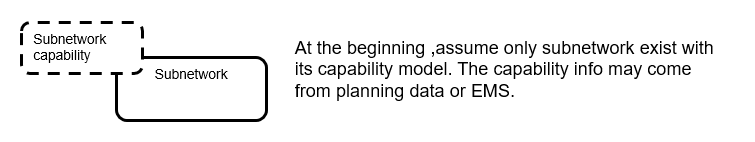 Subnetwork
capability
Subnetwork
At the beginning ,assume only subnetwork exist with
its capability model. The capability info may come
from planning data or EMS.